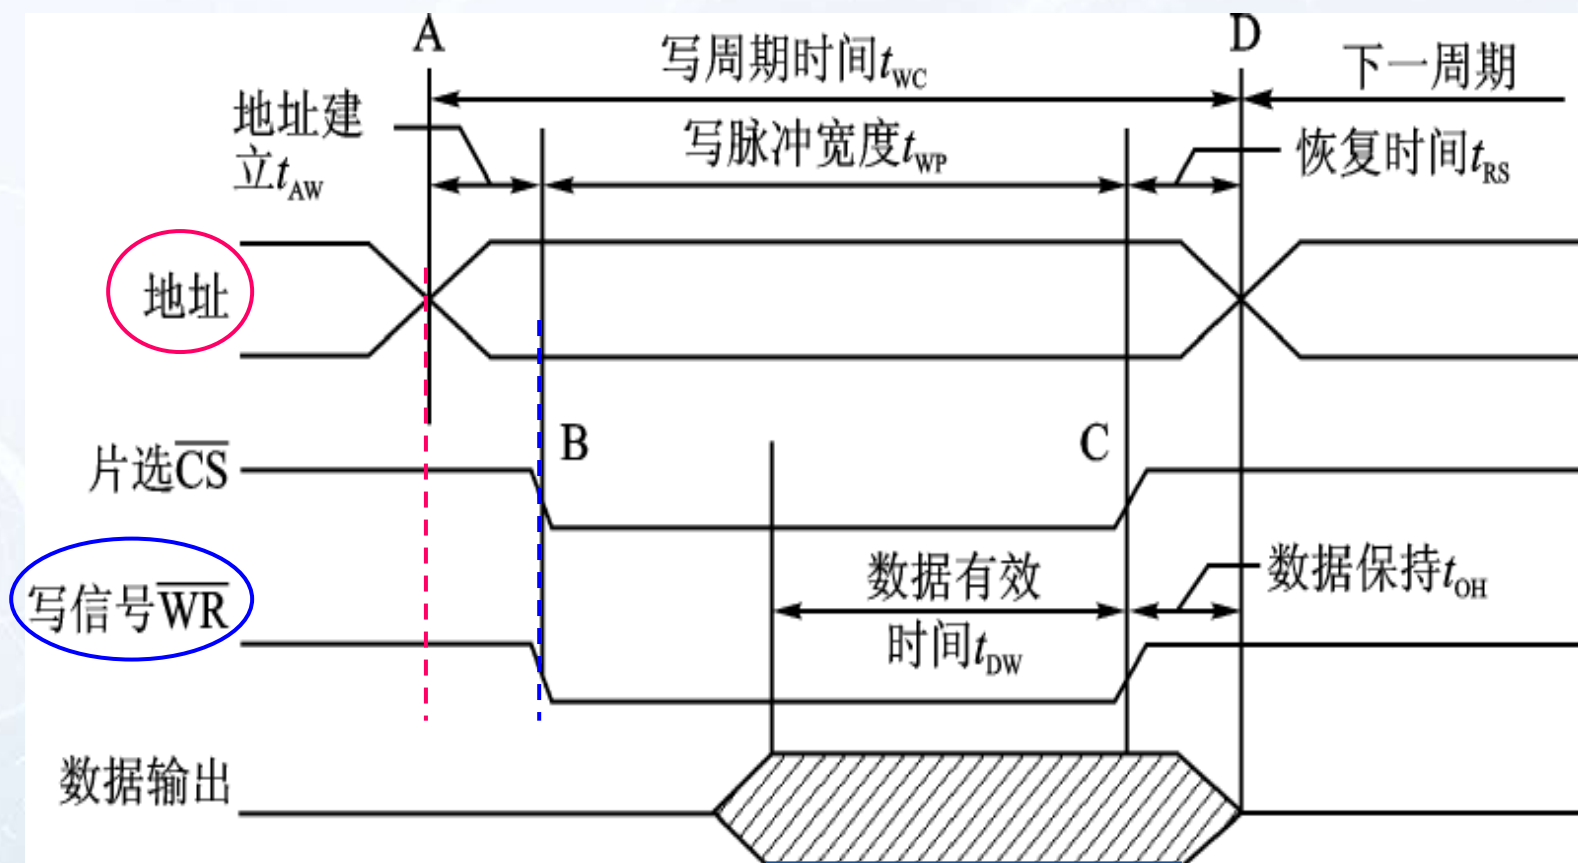 A
D
写周期时间tWC
下一周期
地址建
立tAW
写脉冲宽度tWP
恢复时间tRS
地址
B
C
片选C̅S̅
数据有效
时间tDW
数据保持tOH
写信号W̅R̅
数据输出